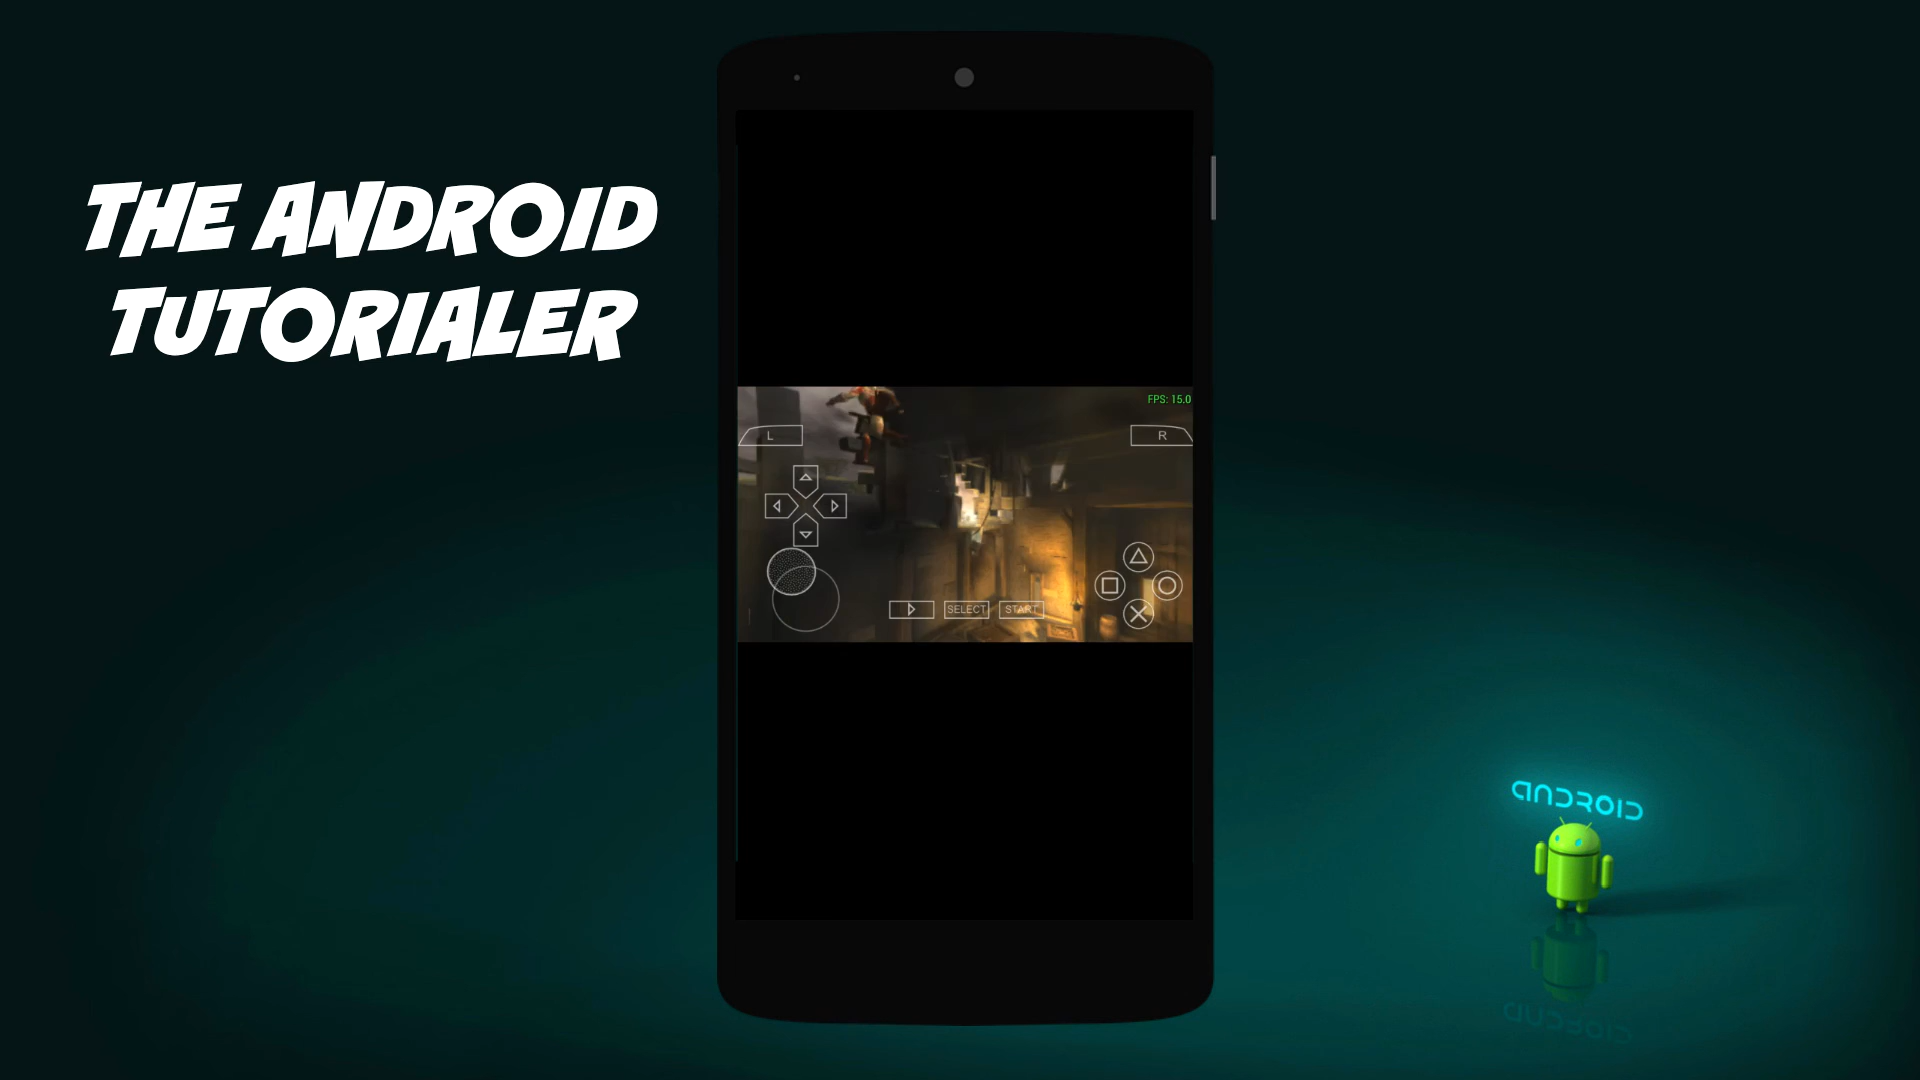 THE ANDROID
TUTORIALER
FPS: 15.0
L
R
SELECT
START
ANDROID